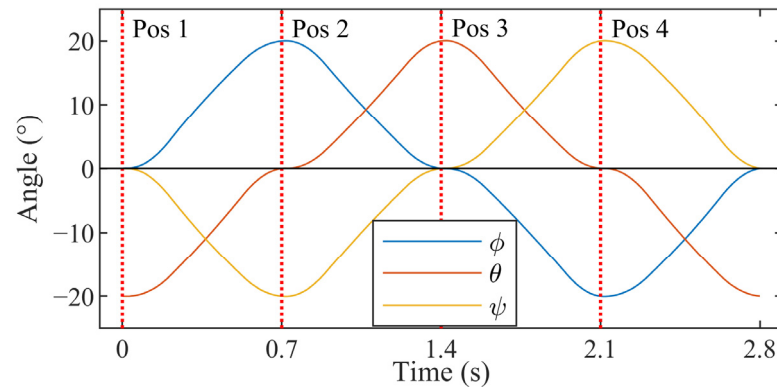 Pos 1 Pos 2 Pos 3 Pos 4
20
10
0
−10
−20
Angle (°)
ϕ
θ
ψ
0 0.7 1.4 2.1 2.8
Time (s)